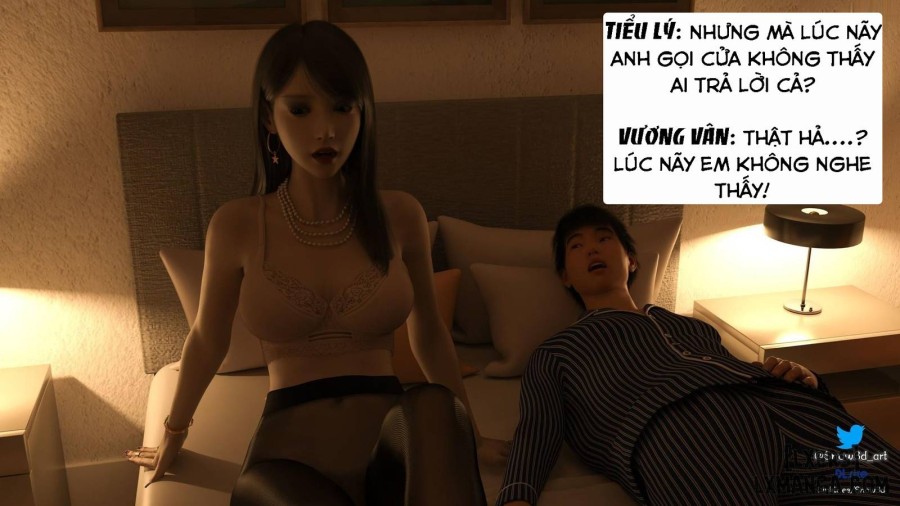 TIỂU LÝ: NHƯNG MÀ LÚC NÃY
ANH GỌI CỬA KHÔNG THẤY
AI TRẢ LỜI CẢ?
VƯƠNG VÂN: THẬT HẢ....?
LÚC NÃY EM KHÔNG NGHE
THẤY!